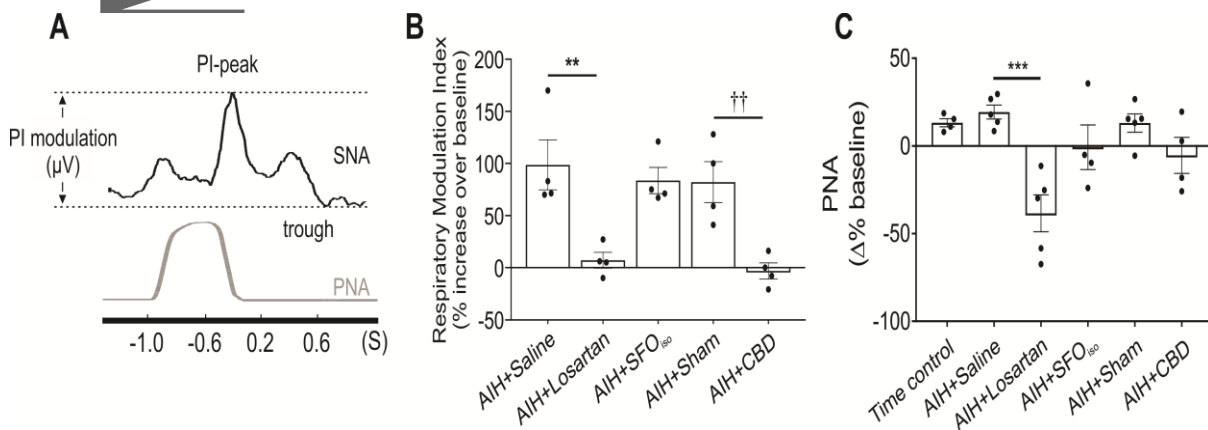 A
PI-peak
PI modulation
(µV)
SNA
trough
PNA
-1.0
-0.6
0.2
0.6
(S)
B
Respiratory Modulation Index
(% increase over baseline)
200
150
100
50
0
-50
**
††
AIH+Saline
AIH+Losartan
AIH+SFOiso
AIH+Sham
AIH+CBD
C
PNA
(Δ% baseline)
50
0
-50
-100
***
Time control
AIH+Saline
AIH+Losartan
AIH+SFOiso
AIH+Sham
AIH+CBD